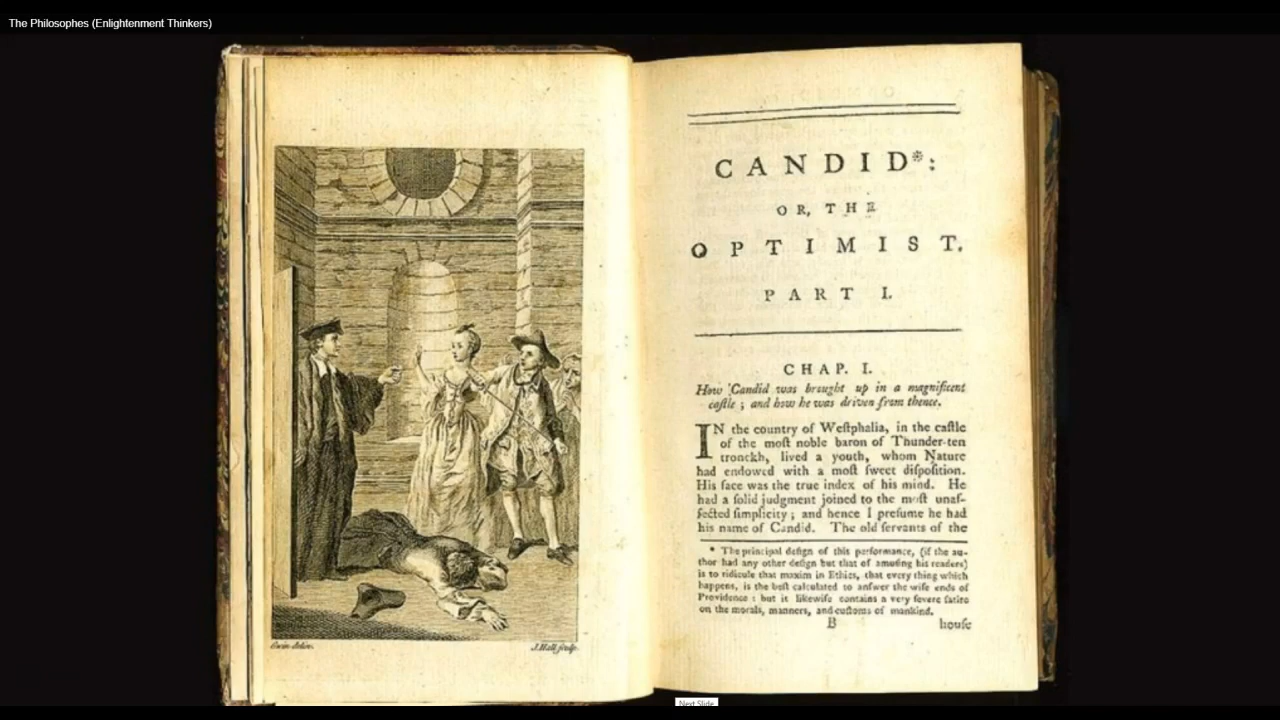 The Philosophes (Enlightenment Thinkers)
CANDID*:
OR, THE
OPTIMIST.
PART I.
CHAP. I.
How Candid was brought up in a magnificent
caſtle ; and how he was driven from thence.
IN the country of Weſtphalia, in the caſtle
of the moſt noble baron of Thunder-ten
tronckh, lived a youth, whom Nature
had endowed with a moſt ſweet diſpoſition.
His face was the true index of his mind. He
had a ſolid judgment joined to the moſt unaf-
fected ſimplicity ; and hence I preſume he had
his name of Candid. The old ſervants of the
* The principal deſign of this performance, (if the au-
thor had any other deſign but that of amuſing his readers)
is to ridicule that maxim in Ethics, that every thing which
happens, is the beſt calculated to anſwer the wiſe ends of
Providence : but it likewiſe contains a very ſevere ſatire
on the morals, manners, and cuſtoms of mankind.
B houſe
J. Hall ſculp.
Next Slide